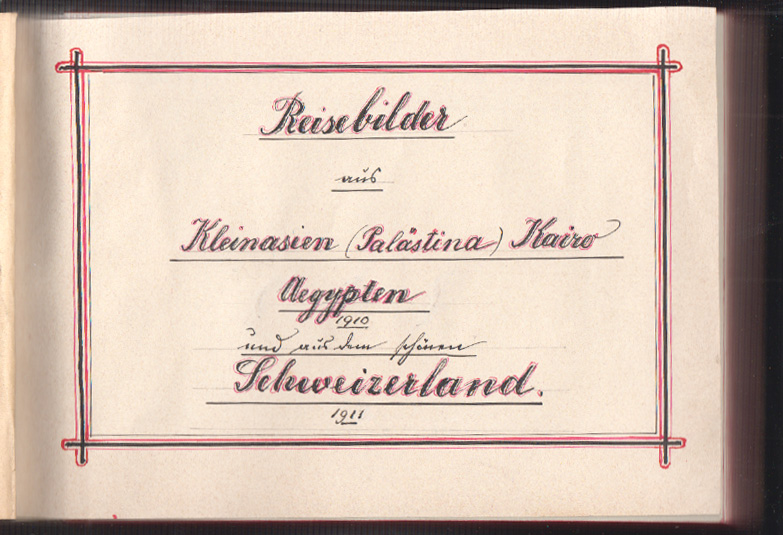 Reisebilder
aus
Kleinasien (Palästina) Kairo
Aegypten
1910
und aus dem schönen
Schweizerland.
1911